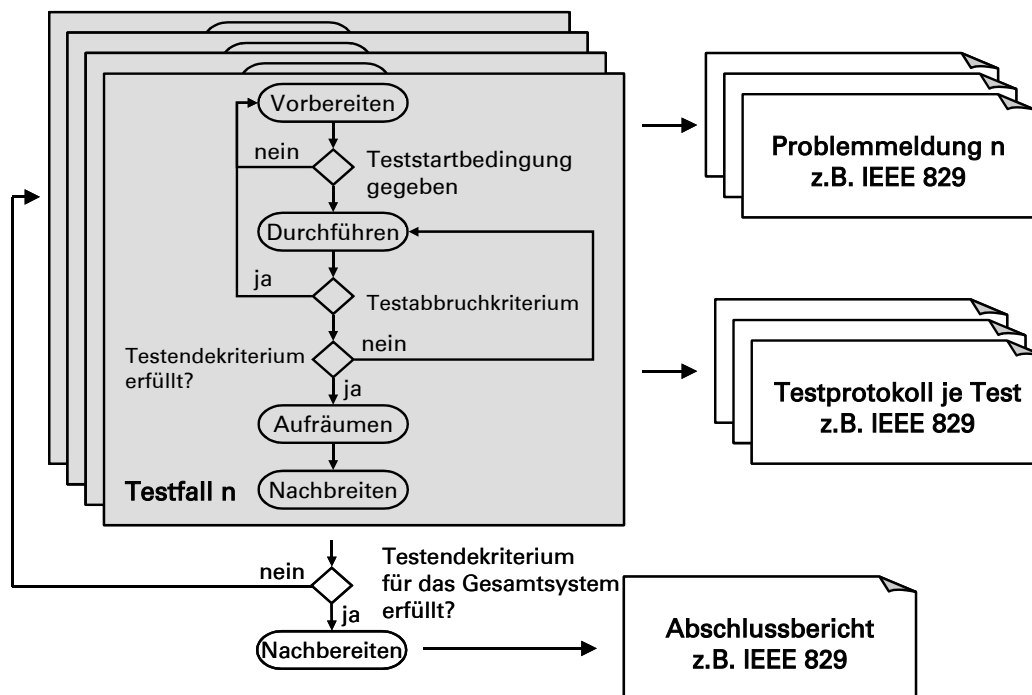 Vorbereiten
nein
Teststartbedingung
gegeben
Durchführen
ja
Testabbruchkriterium
Testendekriterium
erfüllt?
nein
ja
Aufräumen
Nachbreiten
Testfall n
Problemmeldung n
z.B. IEEE 829
Testprotokoll je Test
z.B. IEEE 829
nein
Testendekriterium
für das Gesamtsystem
erfüllt?
ja
Nachbereiten
Abschlussbericht
z.B. IEEE 829